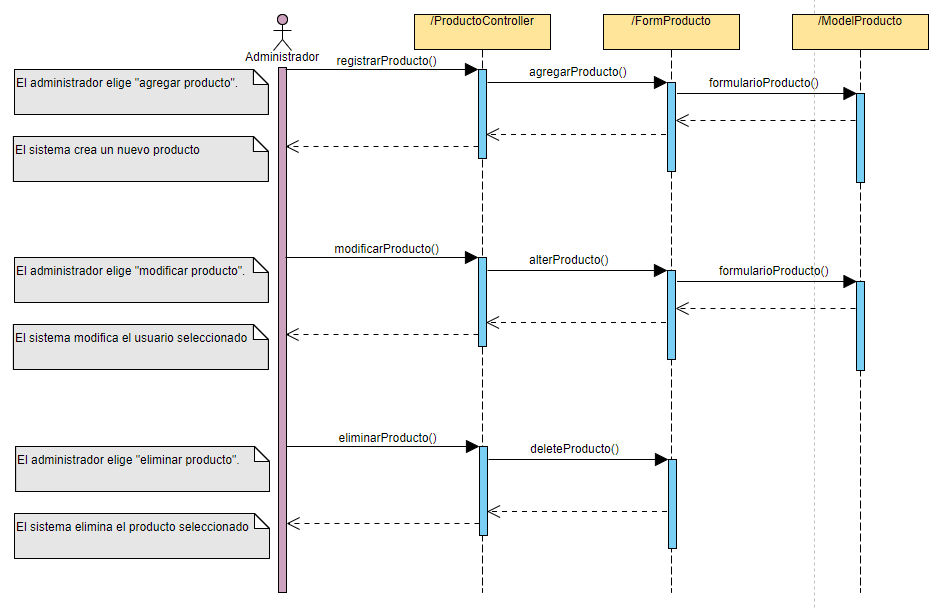 /ProductoController
/FormProducto
/ModelProducto
Administrador
registrarProducto()
agregarProducto()
formularioProducto()
El administrador elige "agregar producto".
El sistema crea un nuevo producto
modificarProducto()
alterProducto()
formularioProducto()
El administrador elige "modificar producto".
El sistema modifica el usuario seleccionado
eliminarProducto()
deleteProducto()
El administrador elige "eliminar producto".
El sistema elimina el producto seleccionado